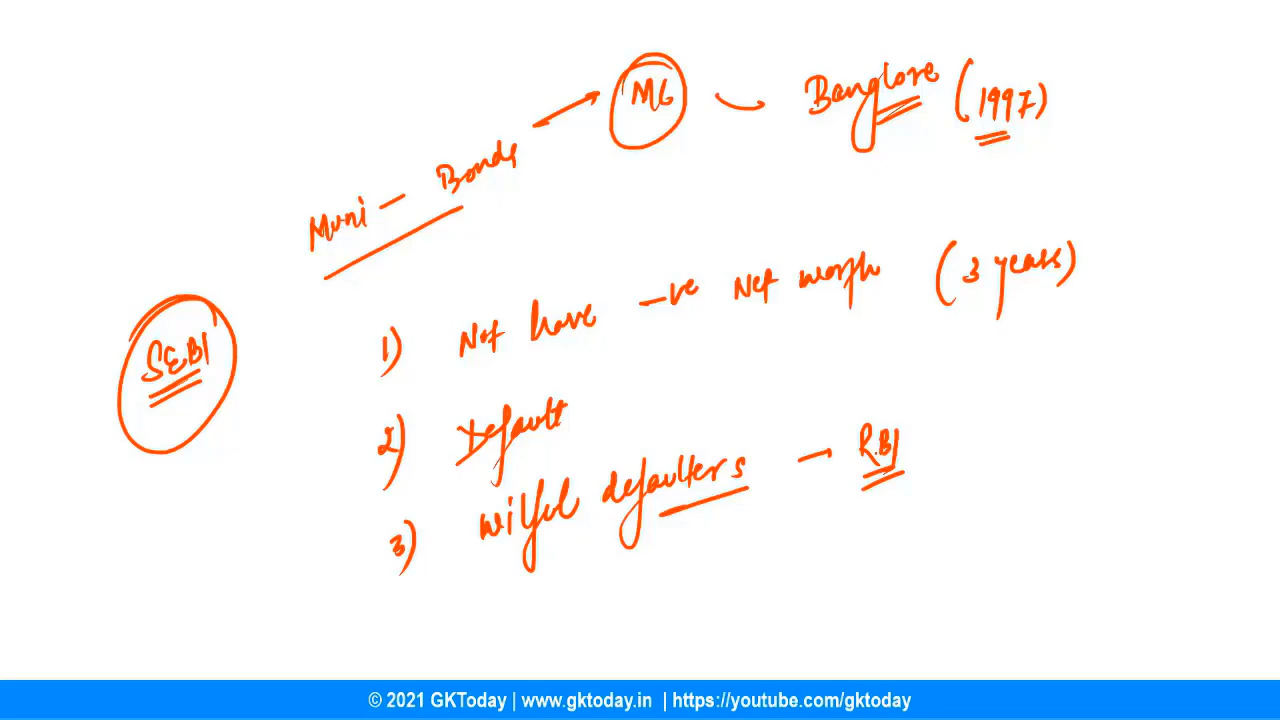 Muni - Bonds → MC - Banglore (1997)
SEBI
1) Not have -ve Net worth (3 years)
2) Default
3) Wilful defaulters - RBI
© 2021 GKToday | www.gktoday.in | https://youtube.com/gktoday